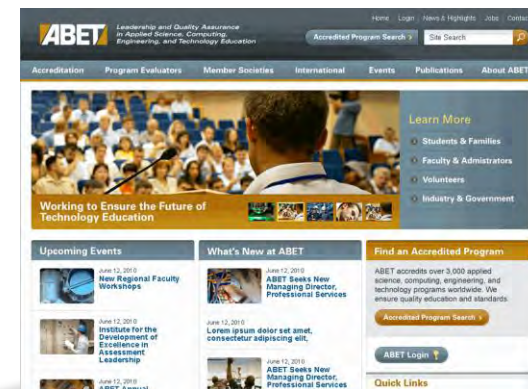 Home Login News & Highlights Jobs Contact
ABET
Leadership and Quality Assurance
in Applied Science, Computing,
Engineering, and Technology Education
Accredited Program Search
Site Search
Accreditation Program Evaluators Member Societies International Events Publications About ABET
Learn More
Students & Families
Faculty & Admistrators
Volunteers
Industry & Government
Working to Ensure the Future of
Technology Education
Upcoming Events
June 12, 2010
New Regional Faculty
Workshops
June 12, 2010
Institute for the
Development of
Excellence in
Assessment
Leadership
June 12, 2010
ABET Annual
What's New at ABET
June 12, 2010
ABET Seeks New
Managing Director,
Professional Services
June 12, 2010
Lorem ipsum dolor set amet,
consectetur adipiscing elit,
June 12, 2010
ABET Seeks New
Managing Director,
Professional Services
Find an Accredited Program
ABET accredits over 3,000 applied
science, computing, engineering, and
technology programs worldwide. We
ensure quality education and standards
Accredited Program Search
ABET Login
Quick Links